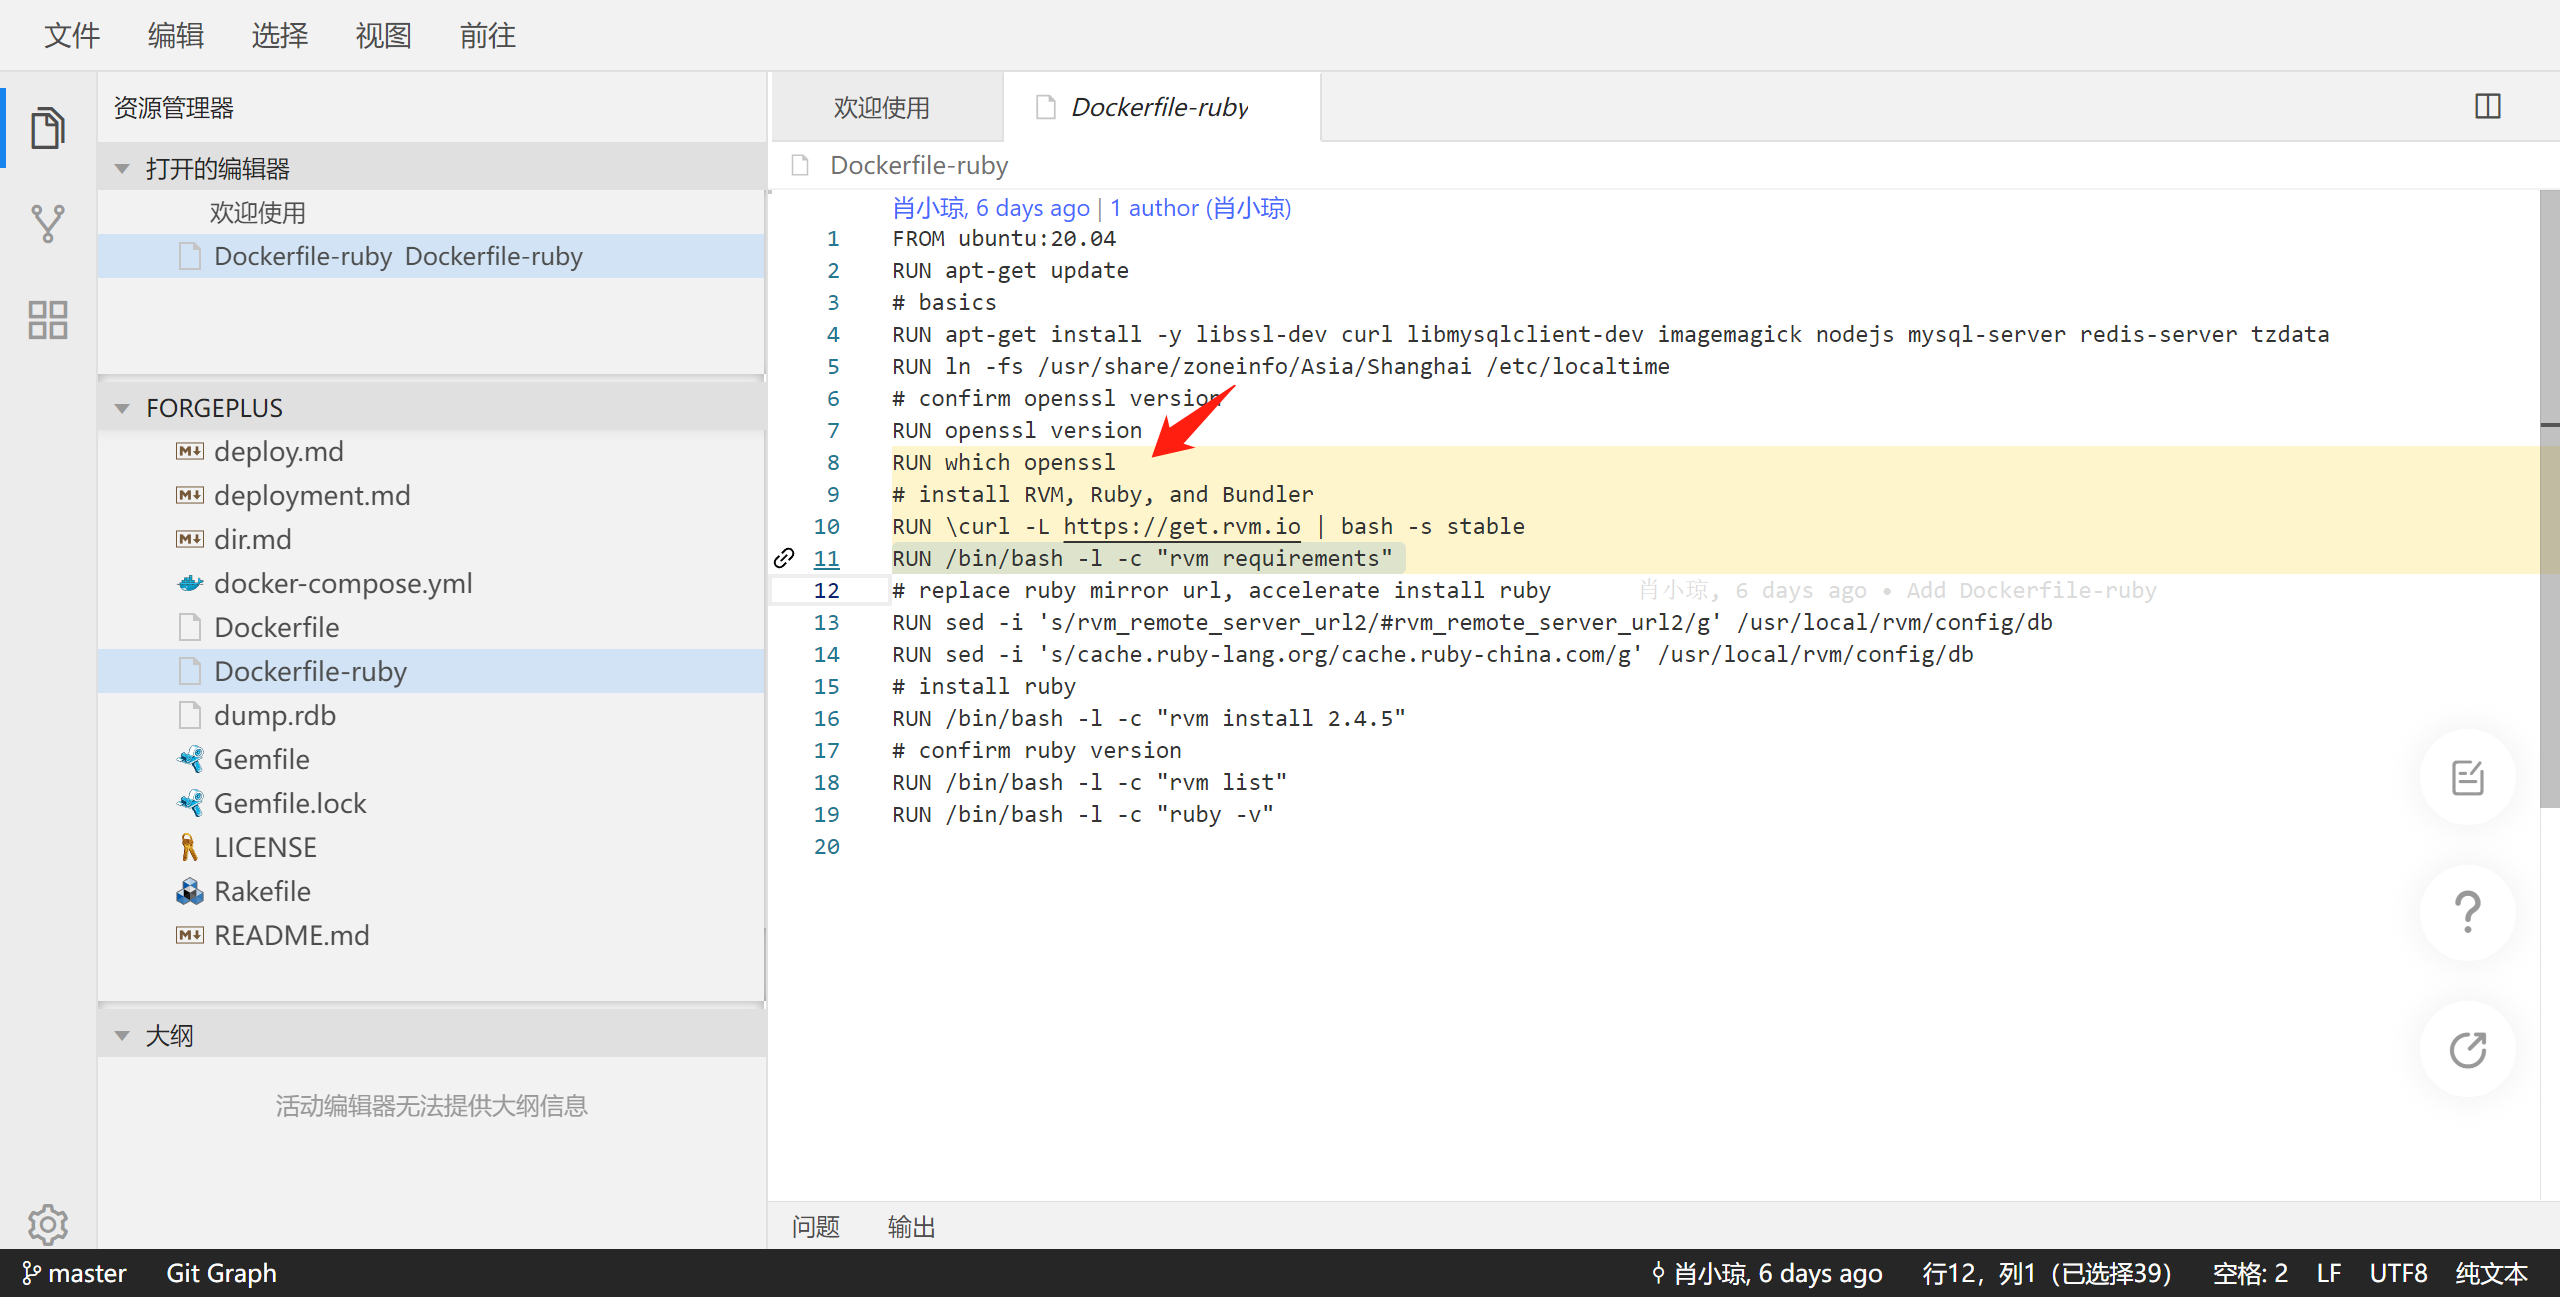 文件 编辑 选择 视图 前往
资源管理器
打开的编辑器
欢迎使用
Dockerfile-ruby Dockerfile-ruby
FORGEPLUS
deploy.md
deployment.md
dir.md
docker-compose.yml
Dockerfile
Dockerfile-ruby
dump.rdb
Gemfile
Gemfile.lock
LICENSE
Rakefile
README.md
大纲
活动编辑器无法提供大纲信息
欢迎使用 Dockerfile-ruby
Dockerfile-ruby
肖小琼, 6 days ago | 1 author (肖小琼)
1 FROM ubuntu:20.04
2 RUN apt-get update
3 # basics
4 RUN apt-get install -y libssl-dev curl libmysqlclient-dev imagemagick nodejs mysql-server redis-server tzdata
5 RUN ln -fs /usr/share/zoneinfo/Asia/Shanghai /etc/localtime
6 # confirm openssl version
7 RUN openssl version
8 RUN which openssl
9 # install RVM, Ruby, and Bundler
10 RUN \curl -L https://get.rvm.io | bash -s stable
11 RUN /bin/bash -l -c "rvm requirements"
12 # replace ruby mirror url, accelerate install ruby 肖小琼, 6 days ago • Add Dockerfile-ruby
13 RUN sed -i 's/rvm_remote_server_url2/#rvm_remote_server_url2/g' /usr/local/rvm/config/db
14 RUN sed -i 's/cache.ruby-lang.org/cache.ruby-china.com/g' /usr/local/rvm/config/db
15 # install ruby
16 RUN /bin/bash -l -c "rvm install 2.4.5"
17 # confirm ruby version
18 RUN /bin/bash -l -c "rvm list"
19 RUN /bin/bash -l -c "ruby -v"
20
问题 输出
master Git Graph 肖小琼, 6 days ago 行12，列1（已选择39） 空格: 2 LF UTF8 纯文本